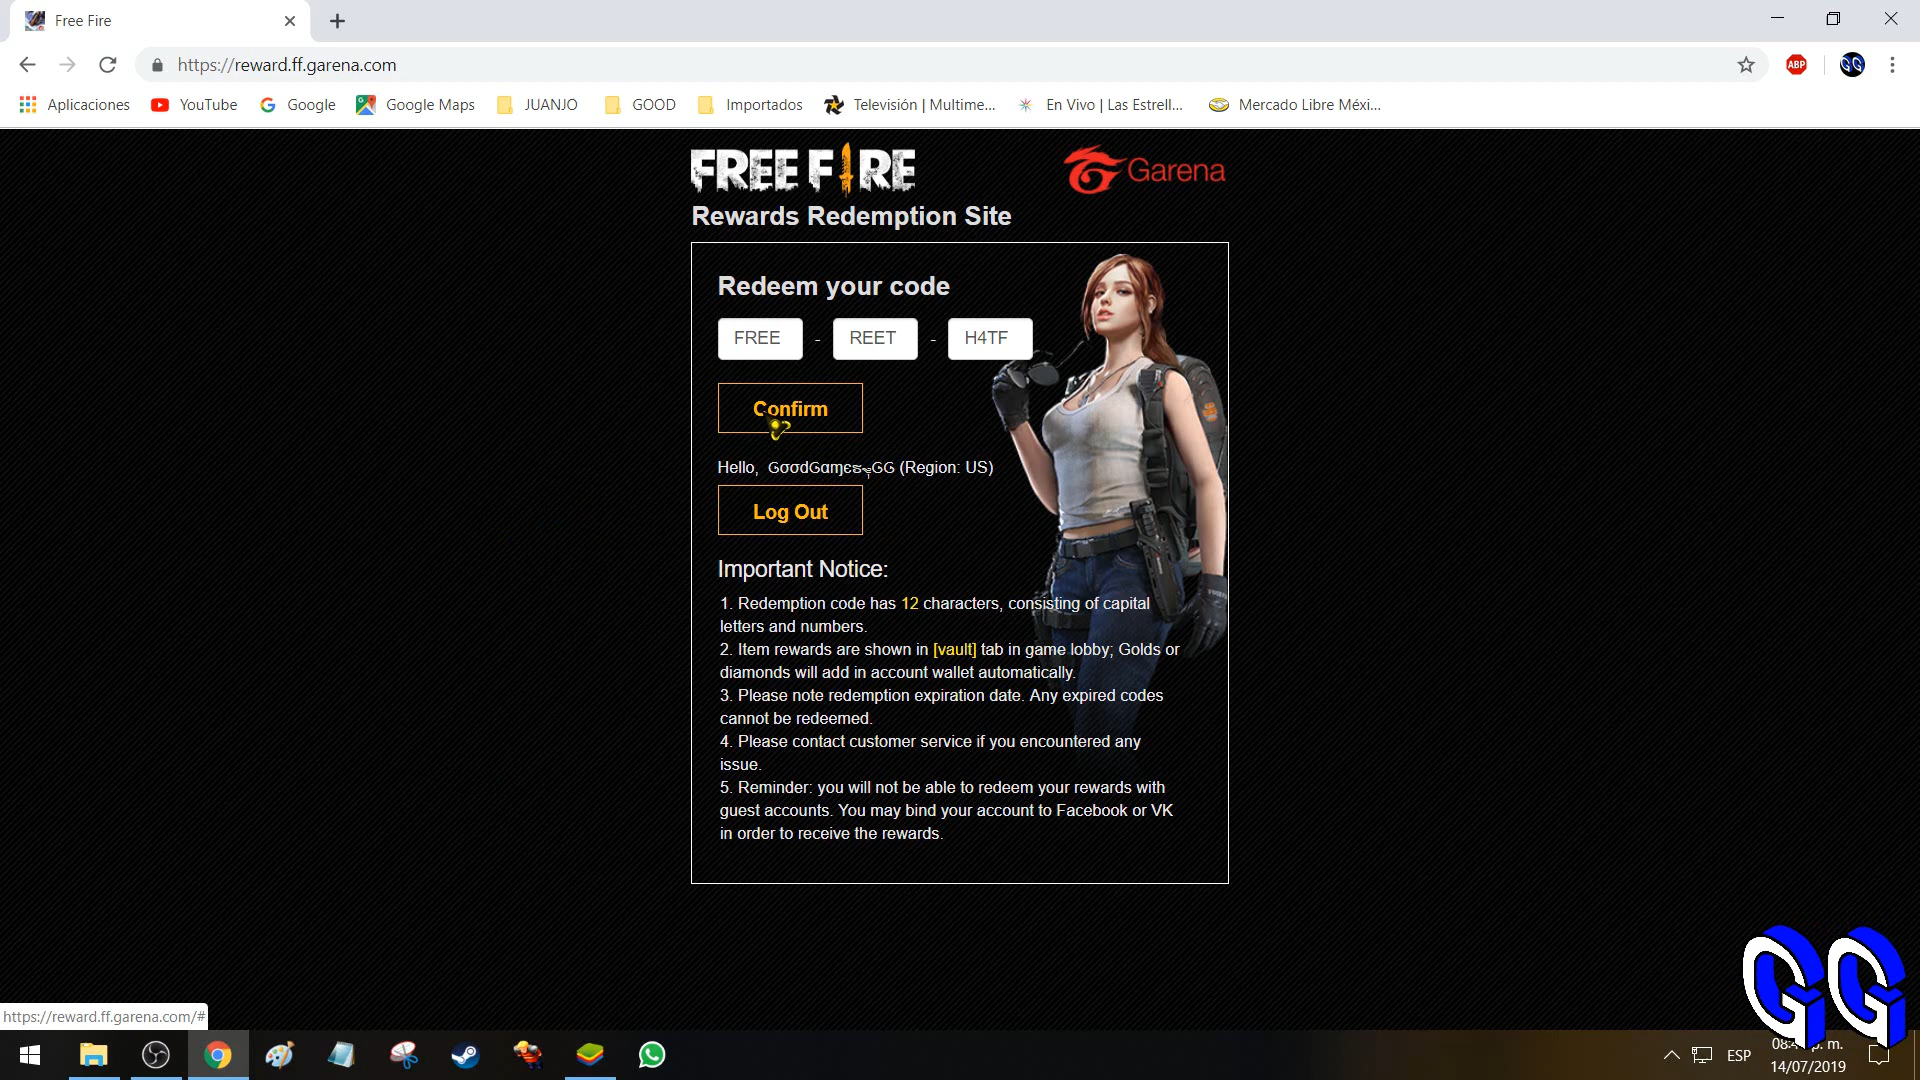 Free Fire
https://reward.ff.garena.com
ABP
GG
Aplicaciones
YouTube
Google
Google Maps
JUANJO
GOOD
Importados
Televisión | Multime...
En Vivo | Las Estrell...
Mercado Libre Méxi...
FREE FIRE
Garena
Rewards Redemption Site
Redeem your code
FREE - REET - H4TF
Confirm
Hello, (Region: US)
Log Out
Important Notice:
1. Redemption code has 12 characters, consisting of capital
letters and numbers.
2. Item rewards are shown in [vault] tab in game lobby; Golds or
diamonds will add in account wallet automatically.
3. Please note redemption expiration date. Any expired codes
cannot be redeemed.
4. Please contact customer service if you encountered any
issue.
5. Reminder: you will not be able to redeem your rewards with
guest accounts. You may bind your account to Facebook or VK
in order to receive the rewards.
GG
https://reward.ff.garena.com/#
ESP
p. m.
14/07/2019